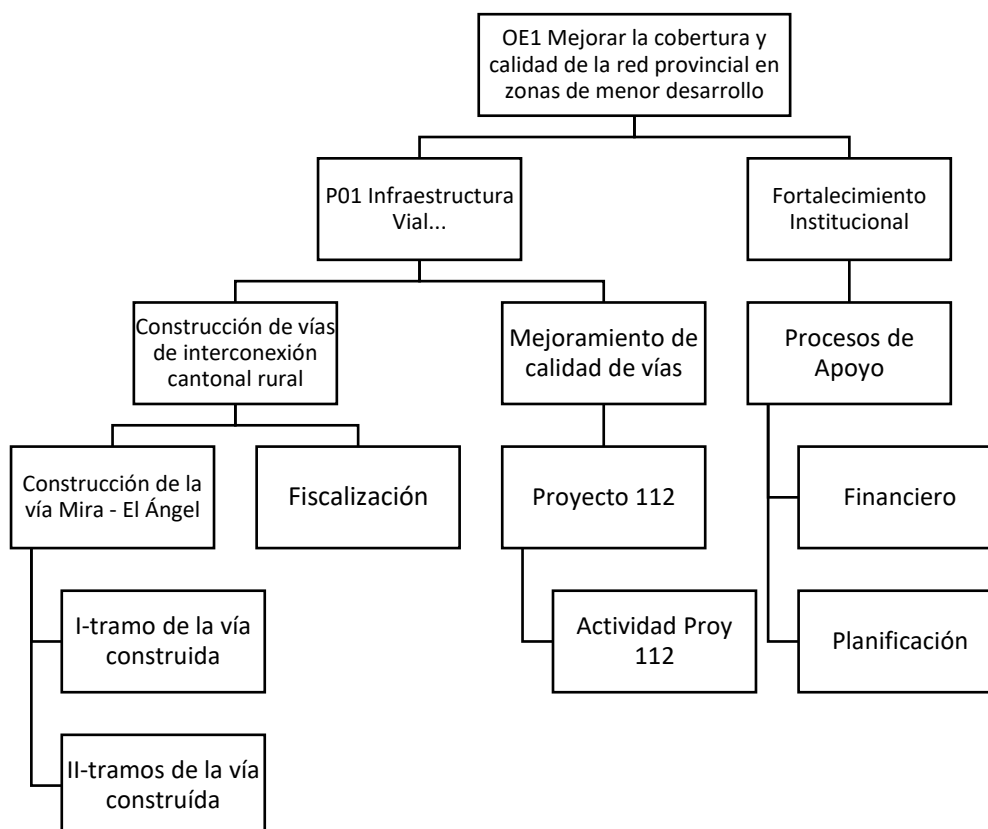 OE1 Mejorar la cobertura y
calidad de la red provincial en
zonas de menor desarrollo
P01 Infraestructura
Vial...
Fortalecimiento
Institucional
Construcción de vías
de interconexión
cantonal rural
Mejoramiento de
calidad de vías
Procesos de
Apoyo
Construcción de la
vía Mira - El Ángel
Fiscalización
Proyecto 112
Financiero
I-tramo de la vía
construida
Actividad Proy
112
Planificación
II-tramos de la vía
construída